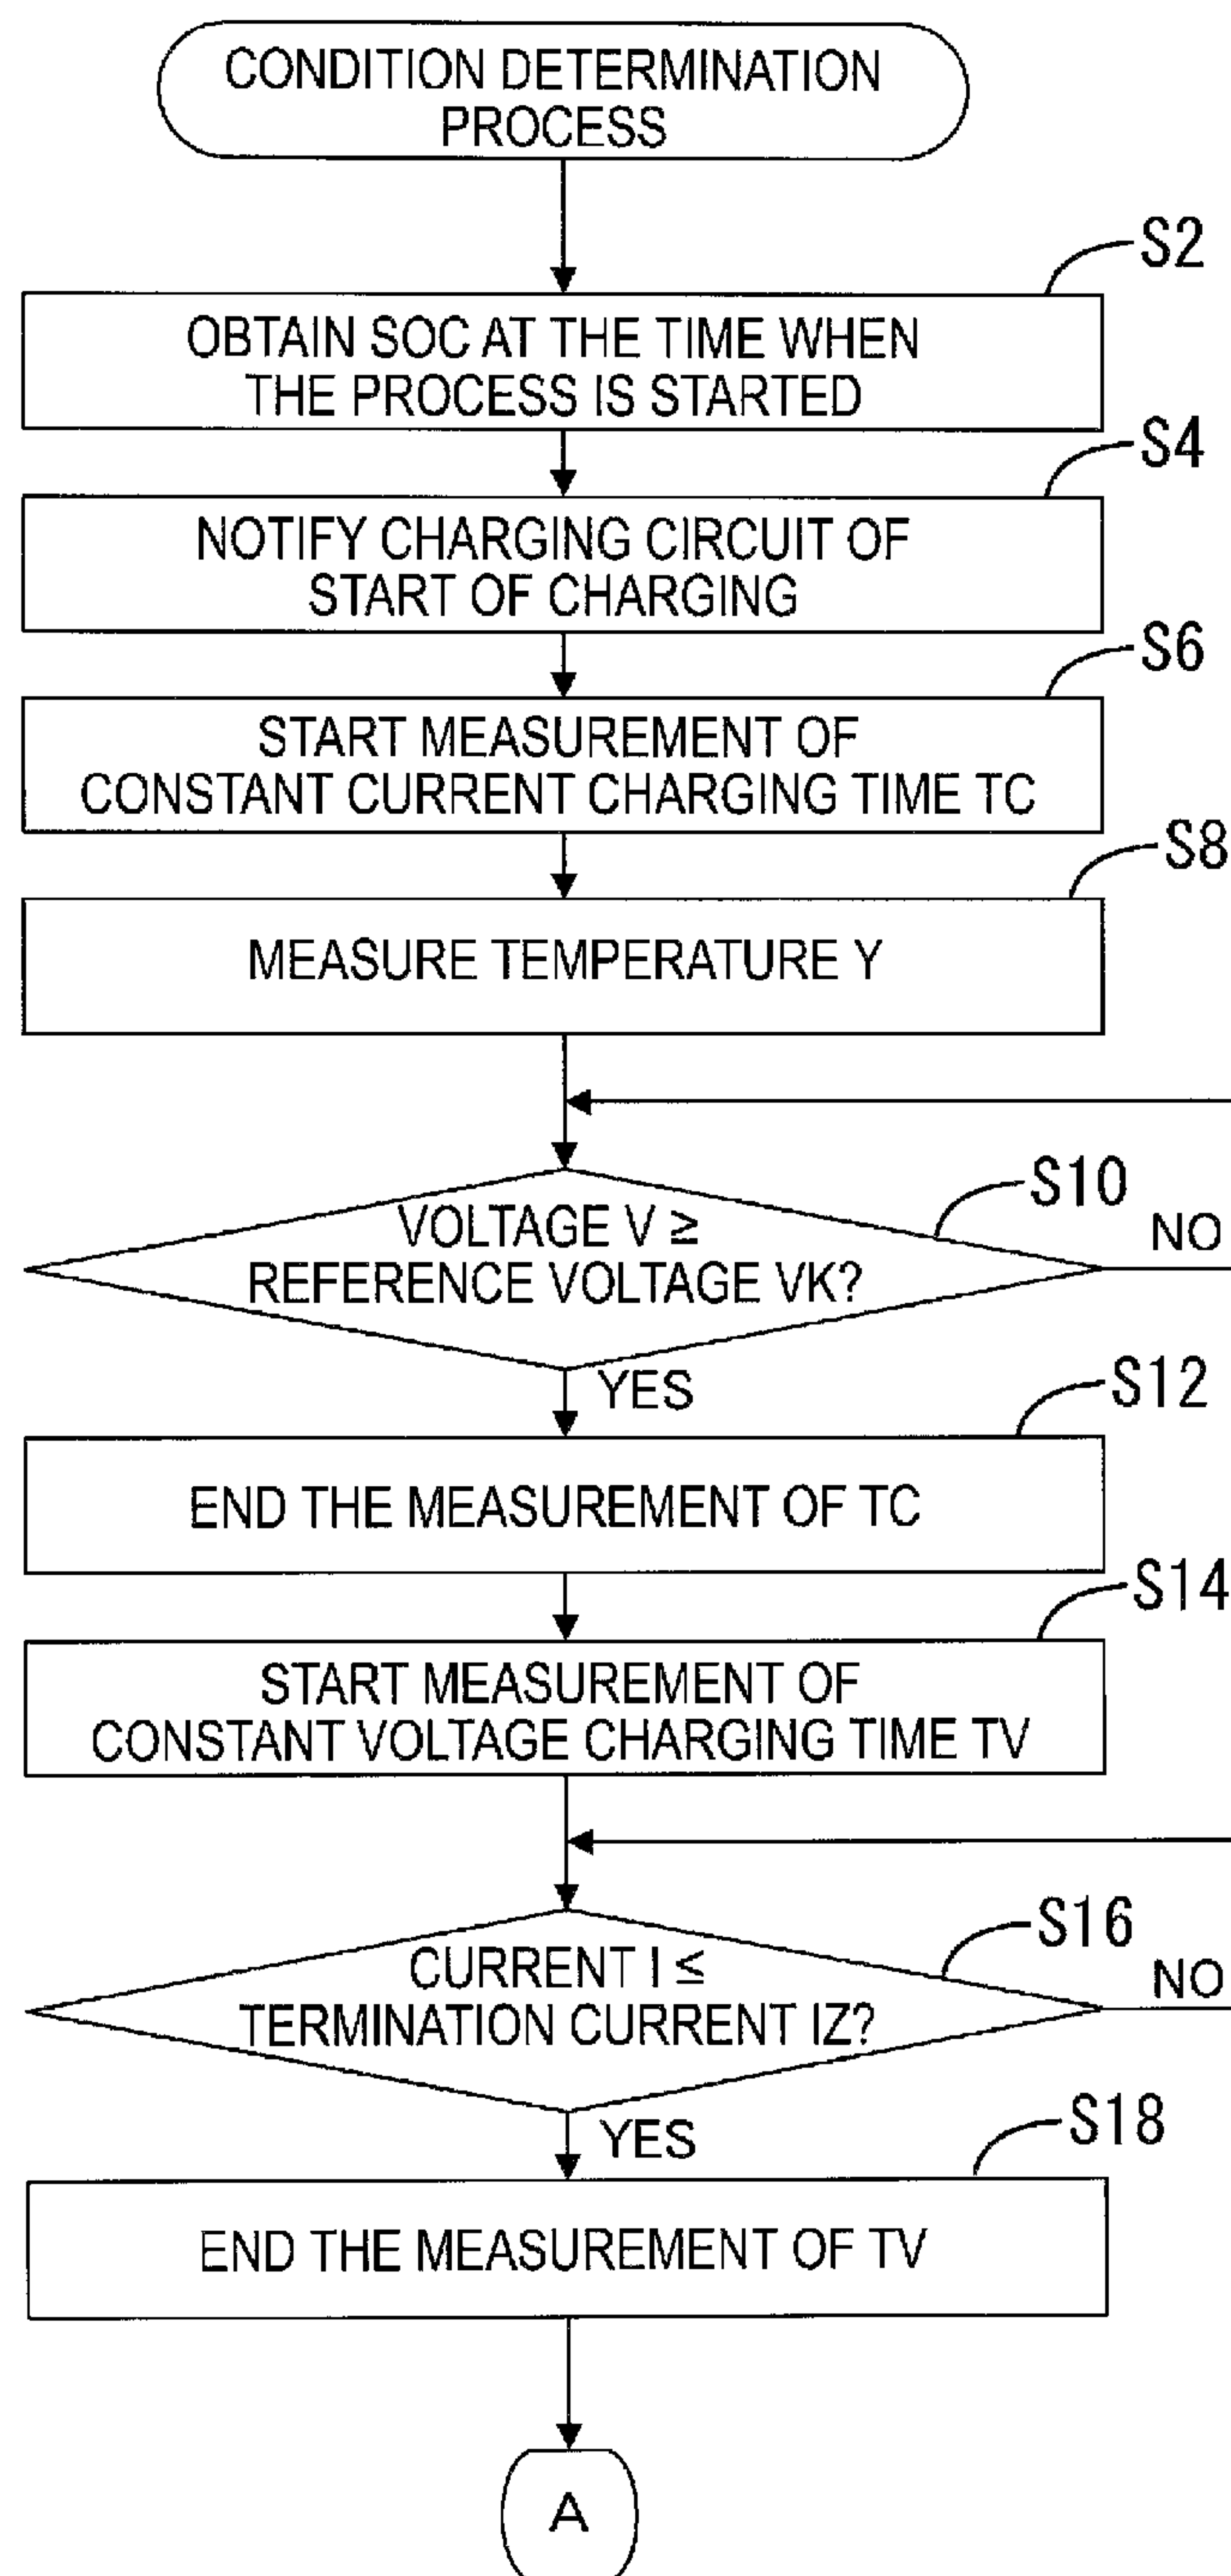 CONDITION DETERMINATION
PROCESS
S2
OBTAIN SOC AT THE TIME WHEN
THE PROCESS IS STARTED
S4
NOTIFY CHARGING CIRCUIT OF
START OF CHARGING
S6
START MEASUREMENT OF
CONSTANT CURRENT CHARGING TIME TC
S8
MEASURE TEMPERATURE Y
S10
VOLTAGE V ≥
REFERENCE VOLTAGE VK?
NO
YES
S12
END THE MEASUREMENT OF TC
S14
START MEASUREMENT OF
CONSTANT VOLTAGE CHARGING TIME TV
S16
CURRENT I ≤
TERMINATION CURRENT IZ?
NO
YES
S18
END THE MEASUREMENT OF TV
A